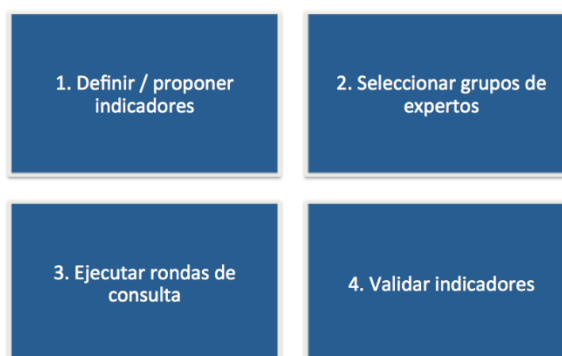 1. Definir / proponer
indicadores
2. Seleccionar grupos de
expertos
3. Ejecutar rondas de
consulta
4. Validar indicadores